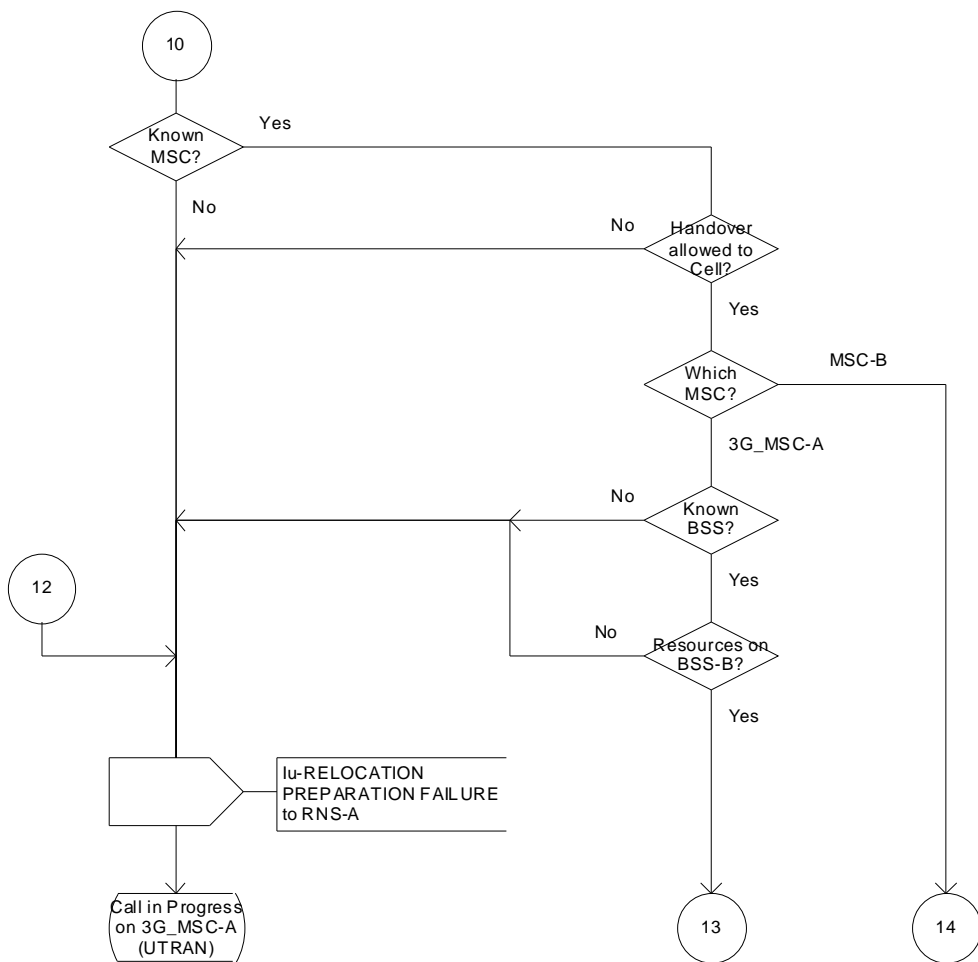 10
Known
MSC?
Yes
No
Handover
allowed to
Cell?
No
Yes
Which
MSC?
MSC-B
3G_MSC-A
No
Known
BSS?
Yes
12
No
Resources on
BSS-B?
Yes
Iu-RELOCATION
PREPARATION FAILURE
to RNS-A
Call in Progress
on 3G_MSC-A
(UTRAN)
13
14